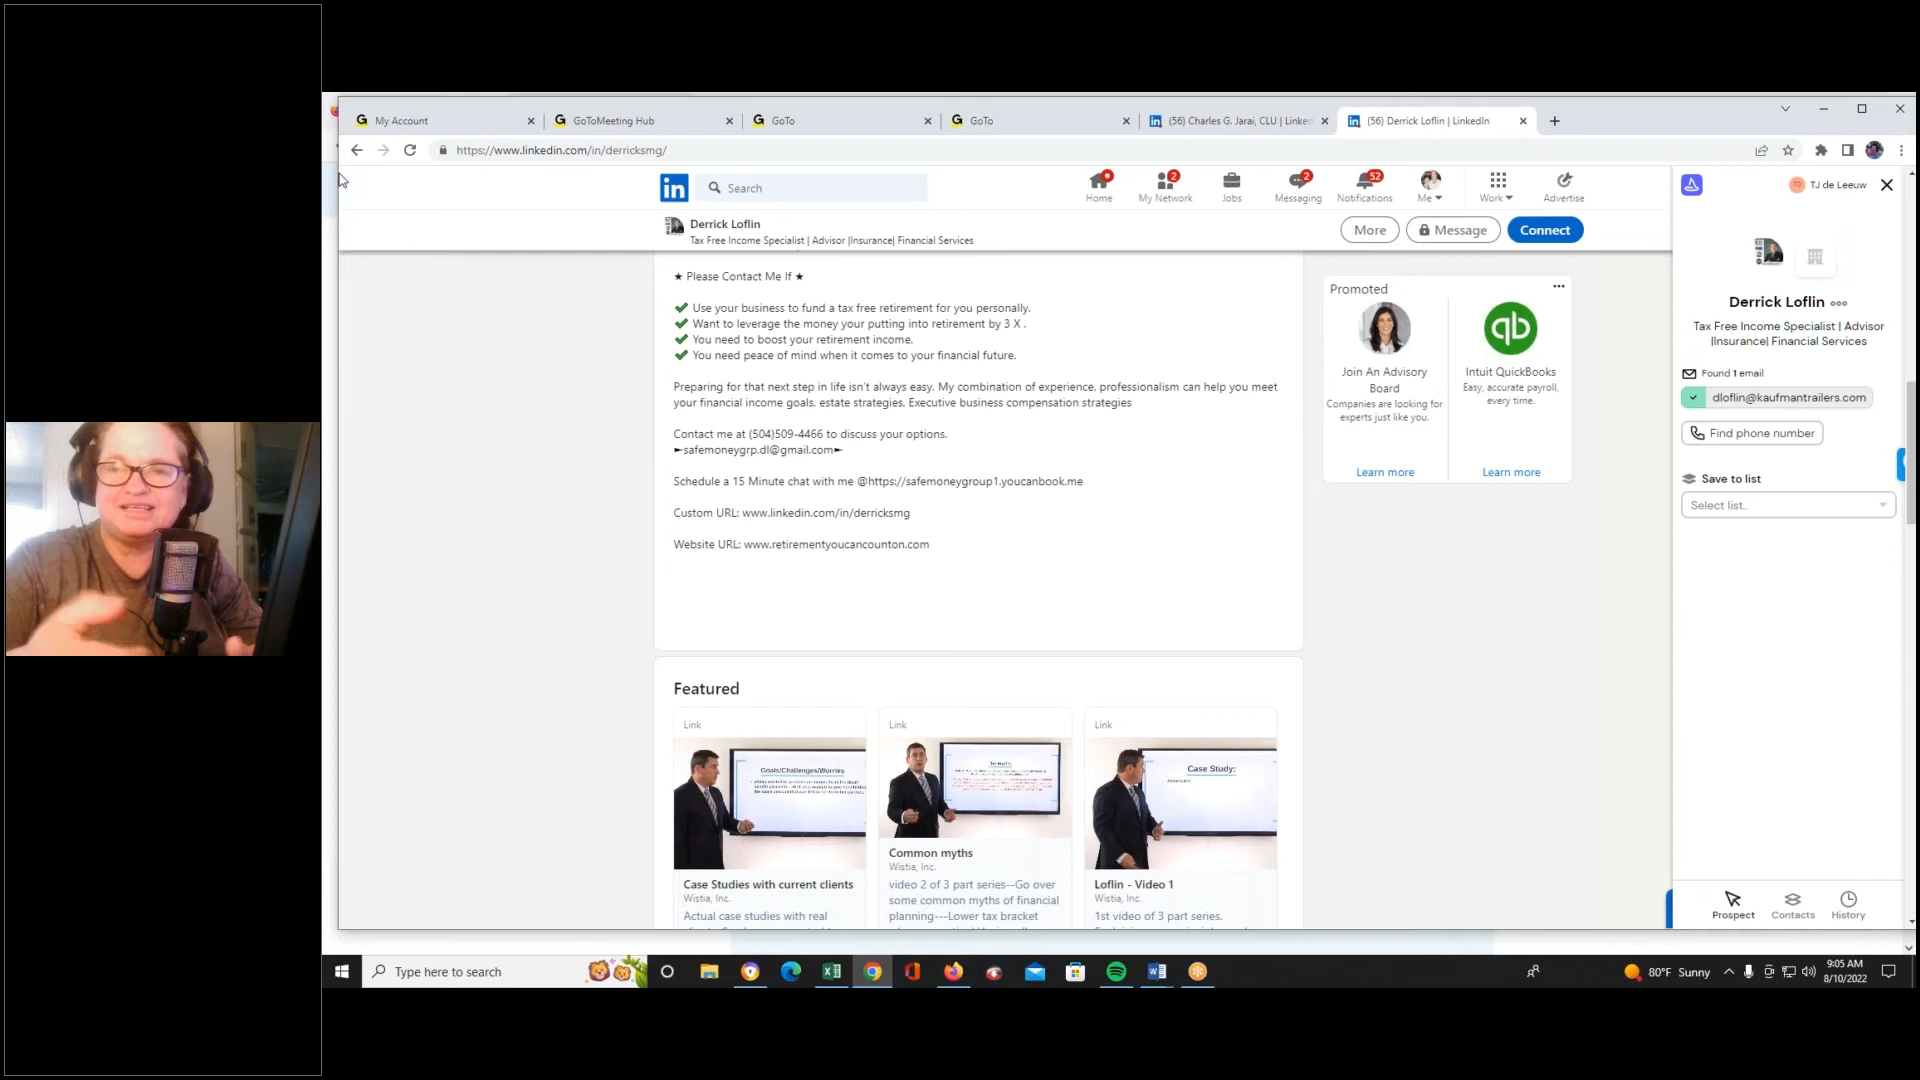 My Account
GoToMeeting Hub
GoTo
GoTo
(56) Charles G. Jarai, CLU | Linked
(56) Derrick Loflin | LinkedIn
https://www.linkedin.com/in/derricksmg/
Search
Home
2
My Network
Jobs
2
Messaging
52
Notifications
Me
Work
Advertise
Derrick Loflin
Tax Free Income Specialist | Advisor |Insurance| Financial Services
More
Message
Connect
★ Please Contact Me If ★
✔ Use your business to fund a tax free retirement for you personally.
✔ Want to leverage the money your putting into retirement by 3 X .
✔ You need to boost your retirement income.
✔ You need peace of mind when it comes to your financial future.
Preparing for that next step in life isn't always easy. My combination of experience, professionalism can help you meet
your financial income goals, estate strategies, Executive business compensation strategies
Contact me at (504)509-4466 to discuss your options.
►safemoneygrp.dl@gmail.com►
Schedule a 15 Minute chat with me @https://safemoneygroup1.youcanbook.me
Custom URL: www.linkedin.com/in/derricksmg
Website URL: www.retirementyoucancounton.com
Promoted
Join An Advisory
Board
Companies are looking for
experts just like you.
Learn more
qb
Intuit QuickBooks
Easy, accurate payroll,
every time.
Learn more
Featured
Link
Goals/Challenges/Worries
Case Studies with current clients
Wistia, Inc.
Actual case studies with real
Link
Common myths
Wistia, Inc.
video 2 of 3 part series--Go over
some common myths of financial
planning---Lower tax bracket
Link
Case Study:
Loflin - Video 1
Wistia, Inc.
1st video of 3 part series.
TD
TJ de Leeuw
Derrick Loflin
Tax Free Income Specialist | Advisor
|Insurance| Financial Services
Found 1 email
dloflin@kaufmantrailers.com
Find phone number
Save to list
Select list..
Prospect
Contacts
History
Type here to search
80°F Sunny
9:05 AM
8/10/2022